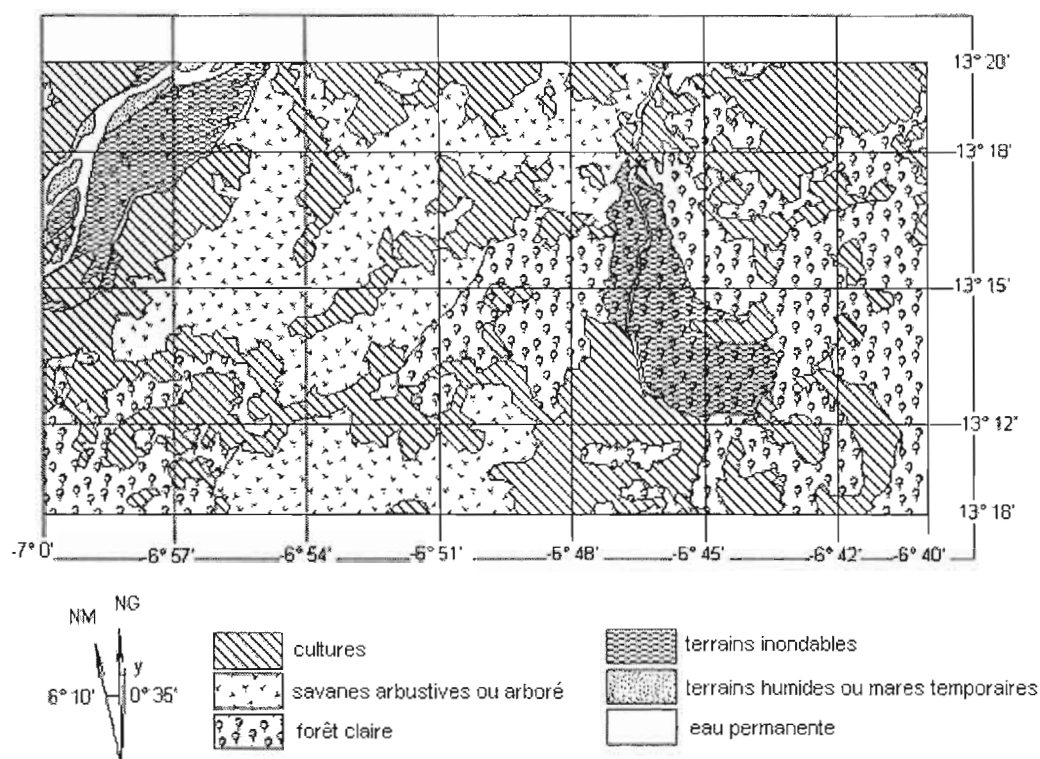 13° 20'
13° 18'
13° 15'
13° 12'
13° 18'
-7° 0' -6° 57' -6° 54' -6° 51' -6° 48' -6° 45' -6° 42' -6° 40'
NM NG
y
6° 10' 0° 35'
cultures
savanes arbustives ou arboré
forêt claire
terrains inondables
terrains humides ou mares temporaires
eau permanente